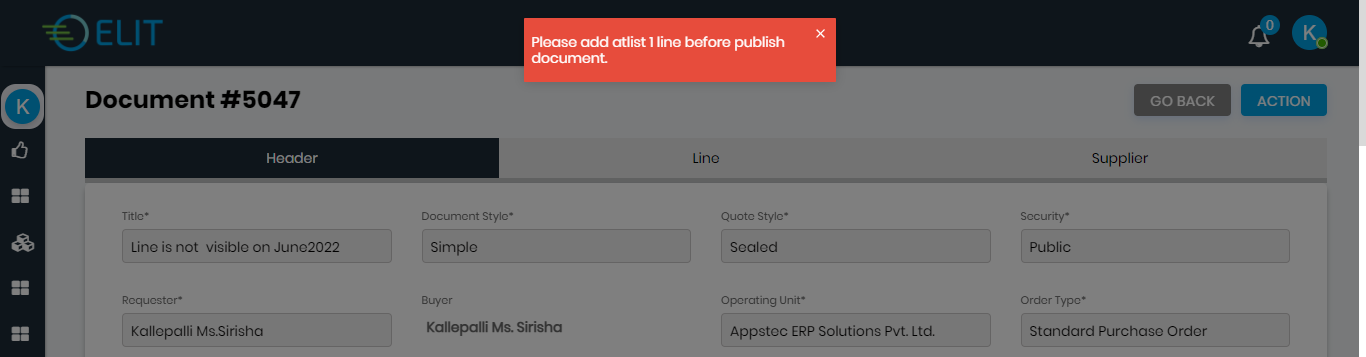 ELIT
Please add atlist 1 line before publish
document.
×
0
K
K
Document #5047
GO BACK
ACTION
Header
Line
Supplier
Title*
Document Style*
Quote Style*
Security*
Line is not  visible on June2022
Simple
Sealed
Public
Requester*
Buyer
Operating Unit*
Order Type*
Kallepalli Ms.Sirisha
Kallepalli Ms. Sirisha
Appstec ERP Solutions Pvt. Ltd.
Standard Purchase Order